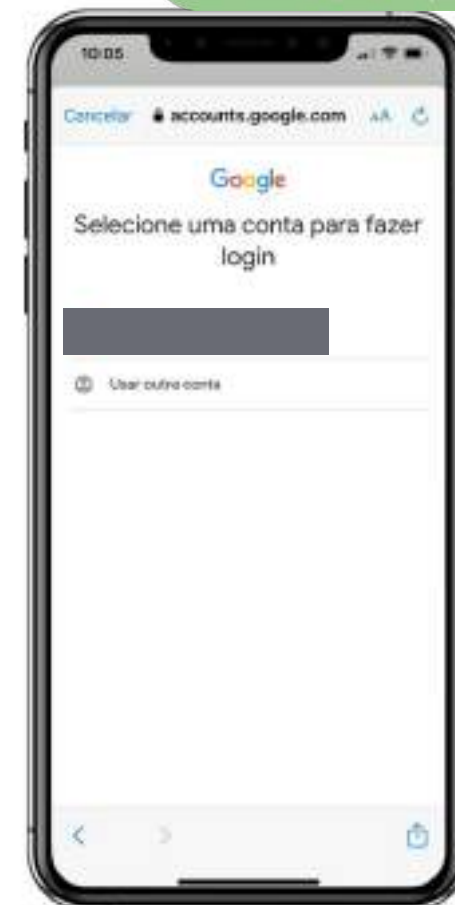 10:05
Cancelar accounts.google.com AA
Google
Selecione uma conta para fazer
login
Usar outra conta